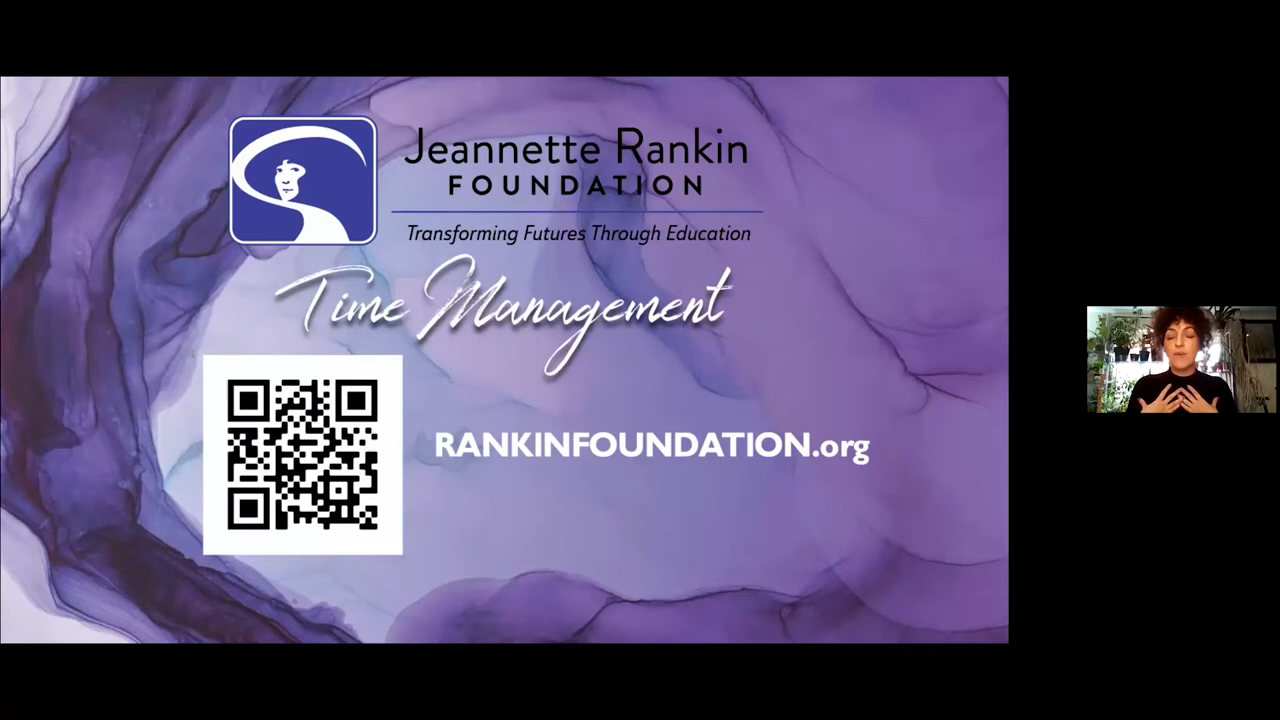 Jeannette Rankin
FOUNDATION
Transforming Futures Through Education
Time Management
RANKINFOUNDATION.org